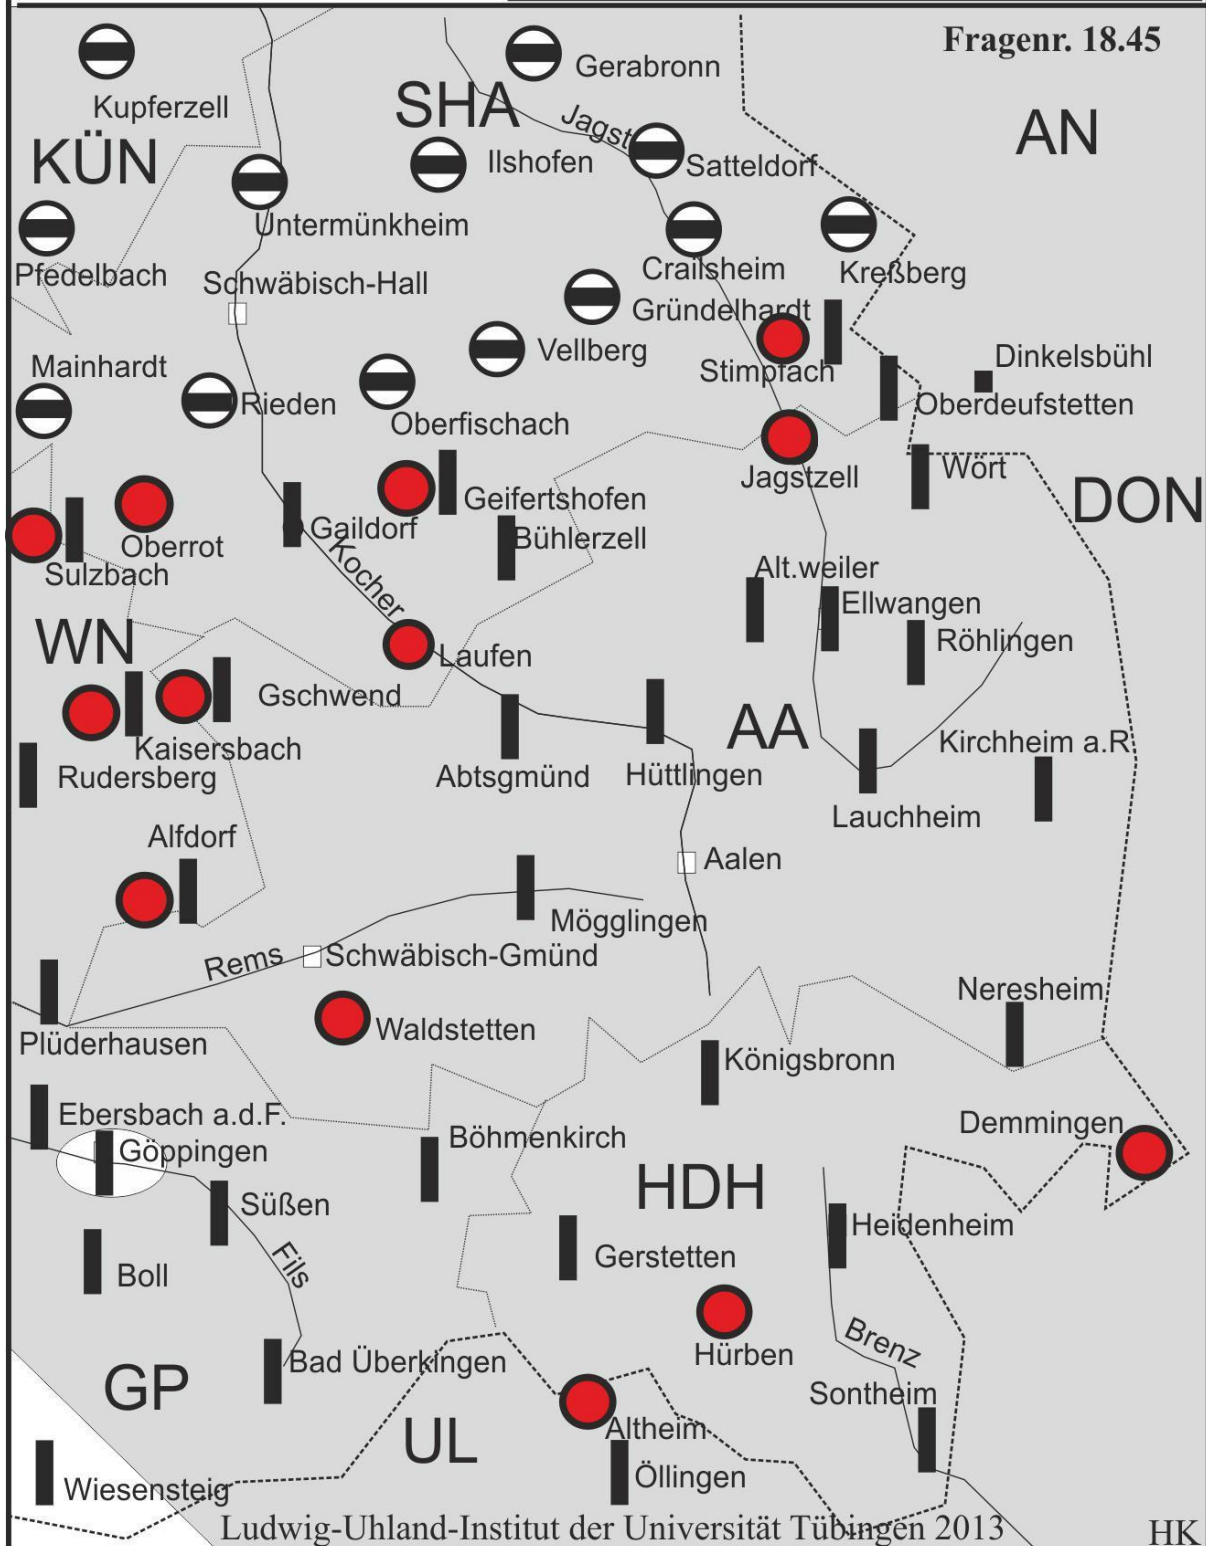 Fragenr. 18.45
Kupferzell
Gerabronn
SHA
AN
KÜN
Jagst
Ilshofen
Satteldorf
Untermünkheim
Pfedelbach
Crailsheim
Kreßberg
Schwäbisch-Hall
Gründelhardt
Mainhardt
Vellberg
Stimpfach
Dinkelsbühl
Rieden
Oberdeufstetten
Oberfischach
Jagstzell
Wört
Geifertshofen
DON
Gaildorf
Bühlerzell
Oberrot
Sulzbach
Kocher
Alt.weiler
Ellwangen
WN
Röhlingen
Laufen
Gschwend
AA
Kaisersbach
Kirchheim a.R
Rudersberg
Abtsgmünd
Hüttlingen
Lauchheim
Alfdorf
Aalen
Mögglingen
Rems
Schwäbisch-Gmünd
Neresheim
Waldstetten
Plüderhausen
Königsbronn
Ebersbach a.d.F.
Demmingen
Göppingen
Böhmenkirch
HDH
Süßen
Heidenheim
Fils
Gerstetten
Boll
Brenz
Hürben
Bad Überkingen
GP
Sontheim
UL
Altheim
Öllingen
Wiesensteig
Ludwig-Uhland-Institut der Universität Tübingen 2013
HK